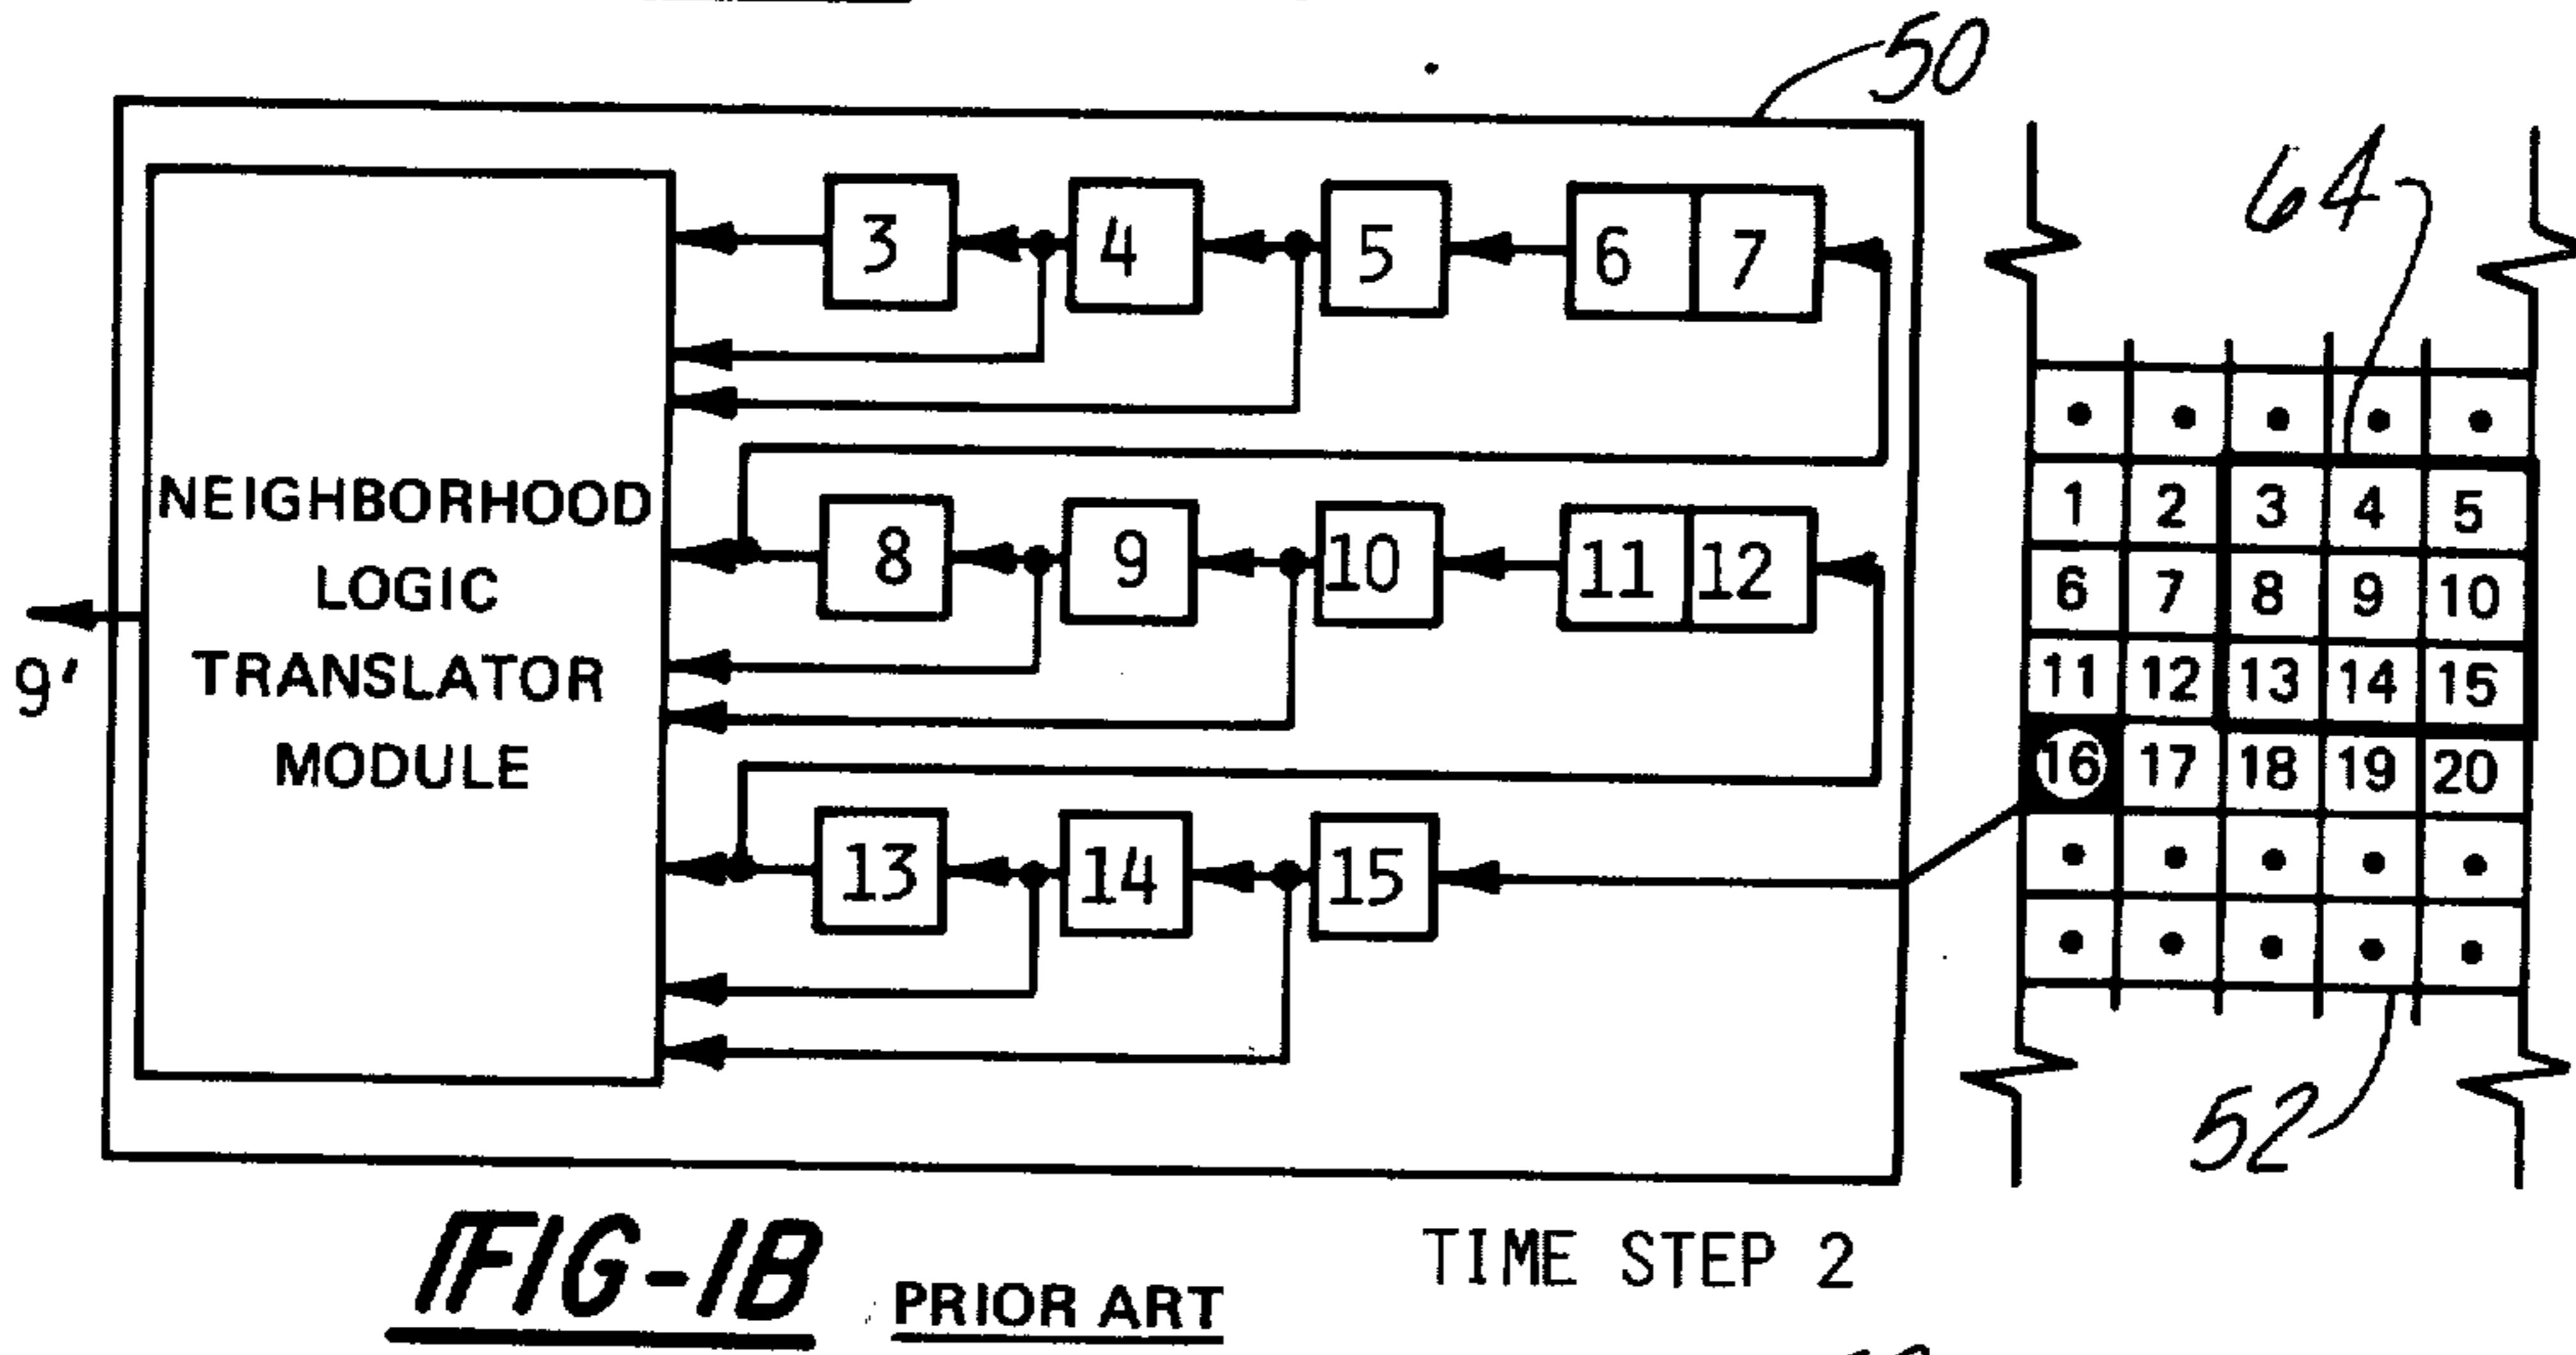 50
64
3 4 5 6 7
NEIGHBORHOOD
LOGIC
TRANSLATOR
MODULE
8 9 10 11 12
13 14 15
9'
1 2 3 4 5
6 7 8 9 10
11 12 13 14 15
16 17 18 19 20
52
FIG-1B PRIOR ART
TIME STEP 2